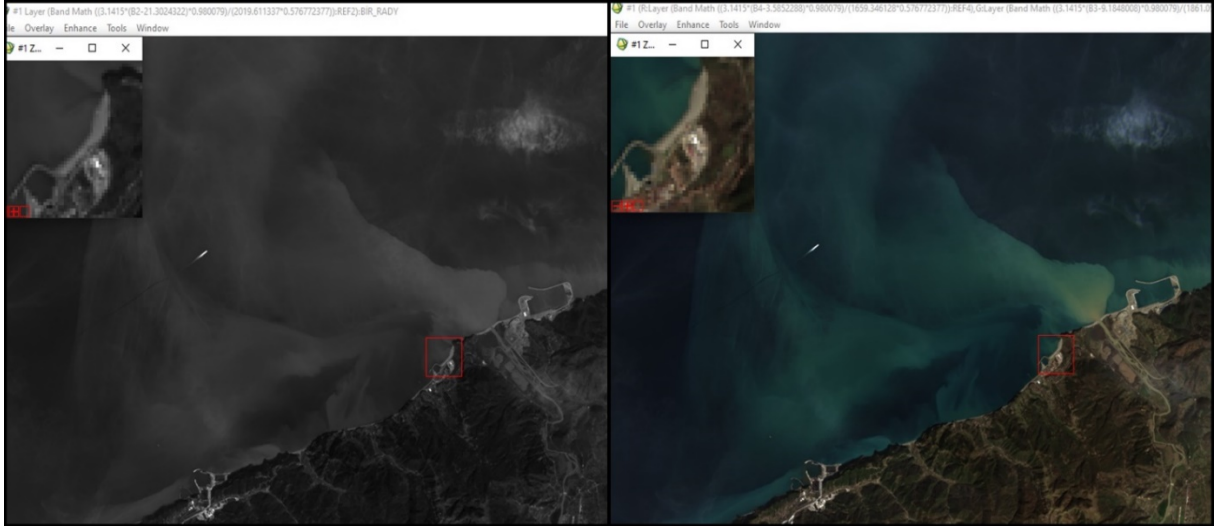 #1 Layer (Band Math ((3.1415*(B2-21.3024322)*0.980079)/(2019.611337*0.576772377)):REF2):BIR_RADY
ile Overlay Enhance Tools Window
#1 Z...
#1 (R:Layer (Band Math ((3.1415*(B4-3.5852288)*0.980079)/(1659.346128*0.576772377)):REF4),G:Layer (Band Math ((3.1415*(B3-9.1848008)*0.980079)/(1861.0
File Overlay Enhance Tools Window
#1 Z...